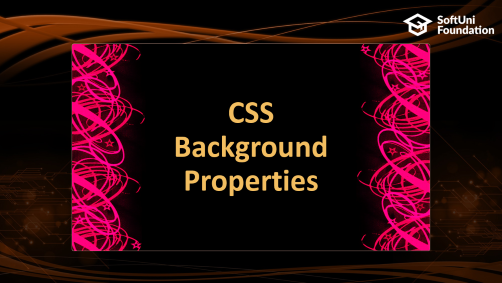 SoftUni
Foundation
CSS
Background
Properties